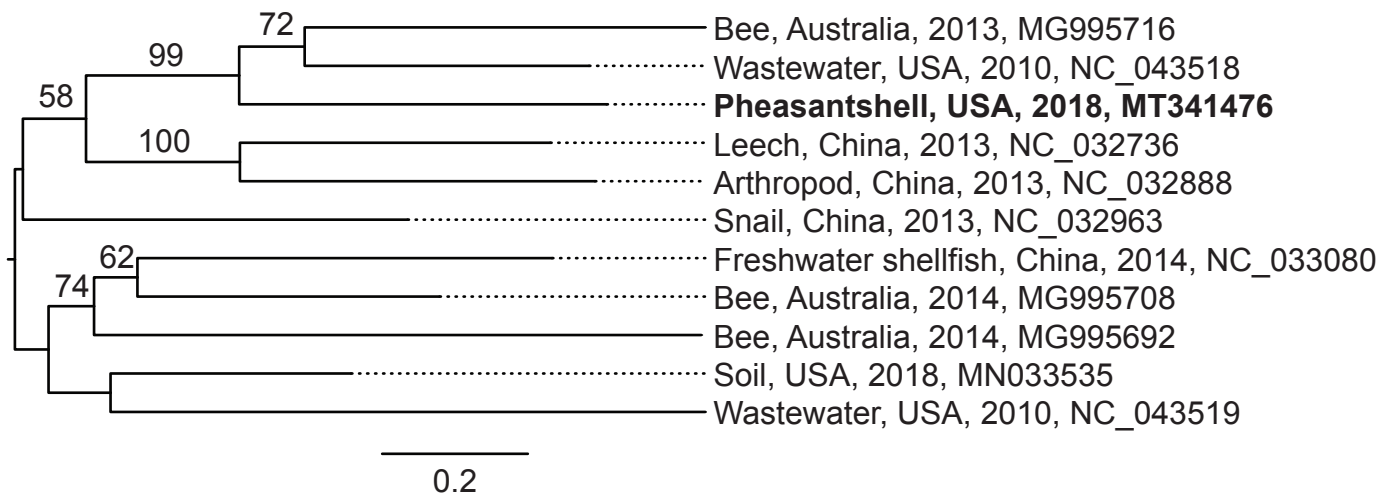 72
Bee, Australia, 2013, MG995716
99
Wastewater, USA, 2010, NC_043518
58
Pheasantshell, USA, 2018, MT341476
100
Leech, China, 2013, NC_032736
Arthropod, China, 2013, NC_032888
Snail, China, 2013, NC_032963
62
Freshwater shellfish, China, 2014, NC_033080
74
Bee, Australia, 2014, MG995708
Bee, Australia, 2014, MG995692
Soil, USA, 2018, MN033535
Wastewater, USA, 2010, NC_043519
0.2